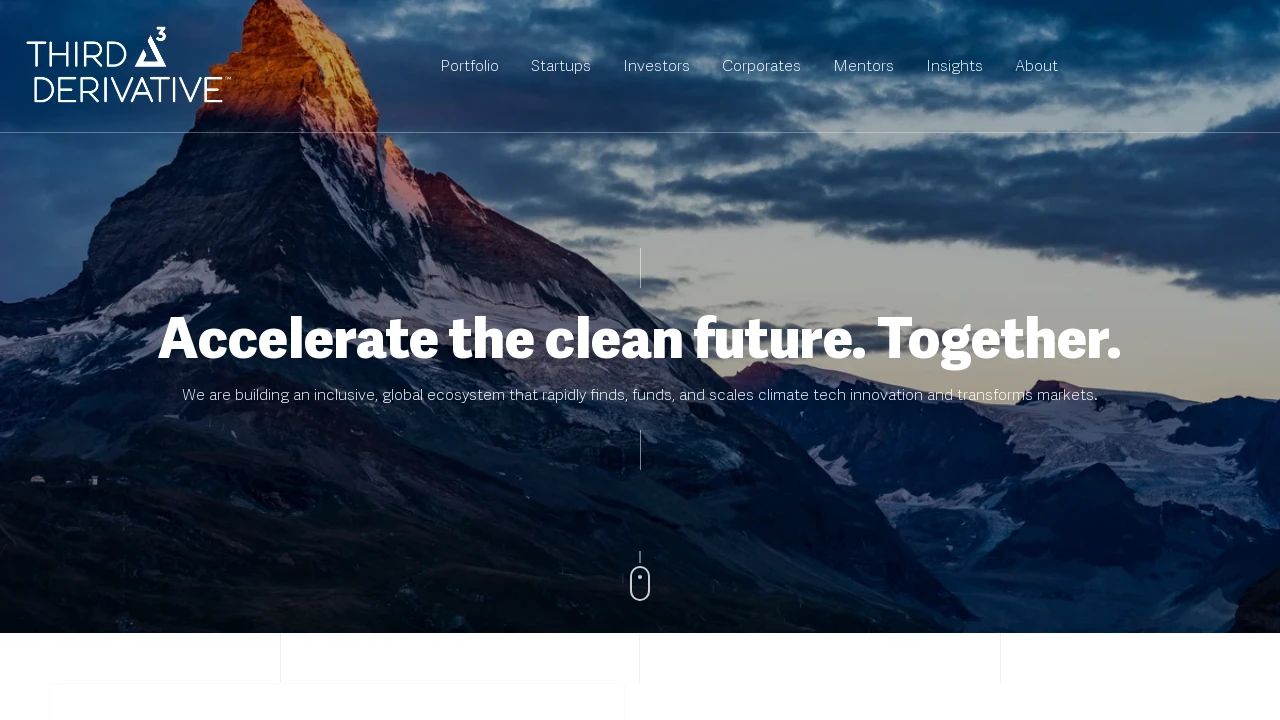 THIRD 3
DERIVATIVE™
Portfolio Startups Investors Corporates Mentors Insights About
Accelerate the clean future. Together.
We are building an inclusive, global ecosystem that rapidly finds, funds, and scales climate tech innovation and transforms markets.